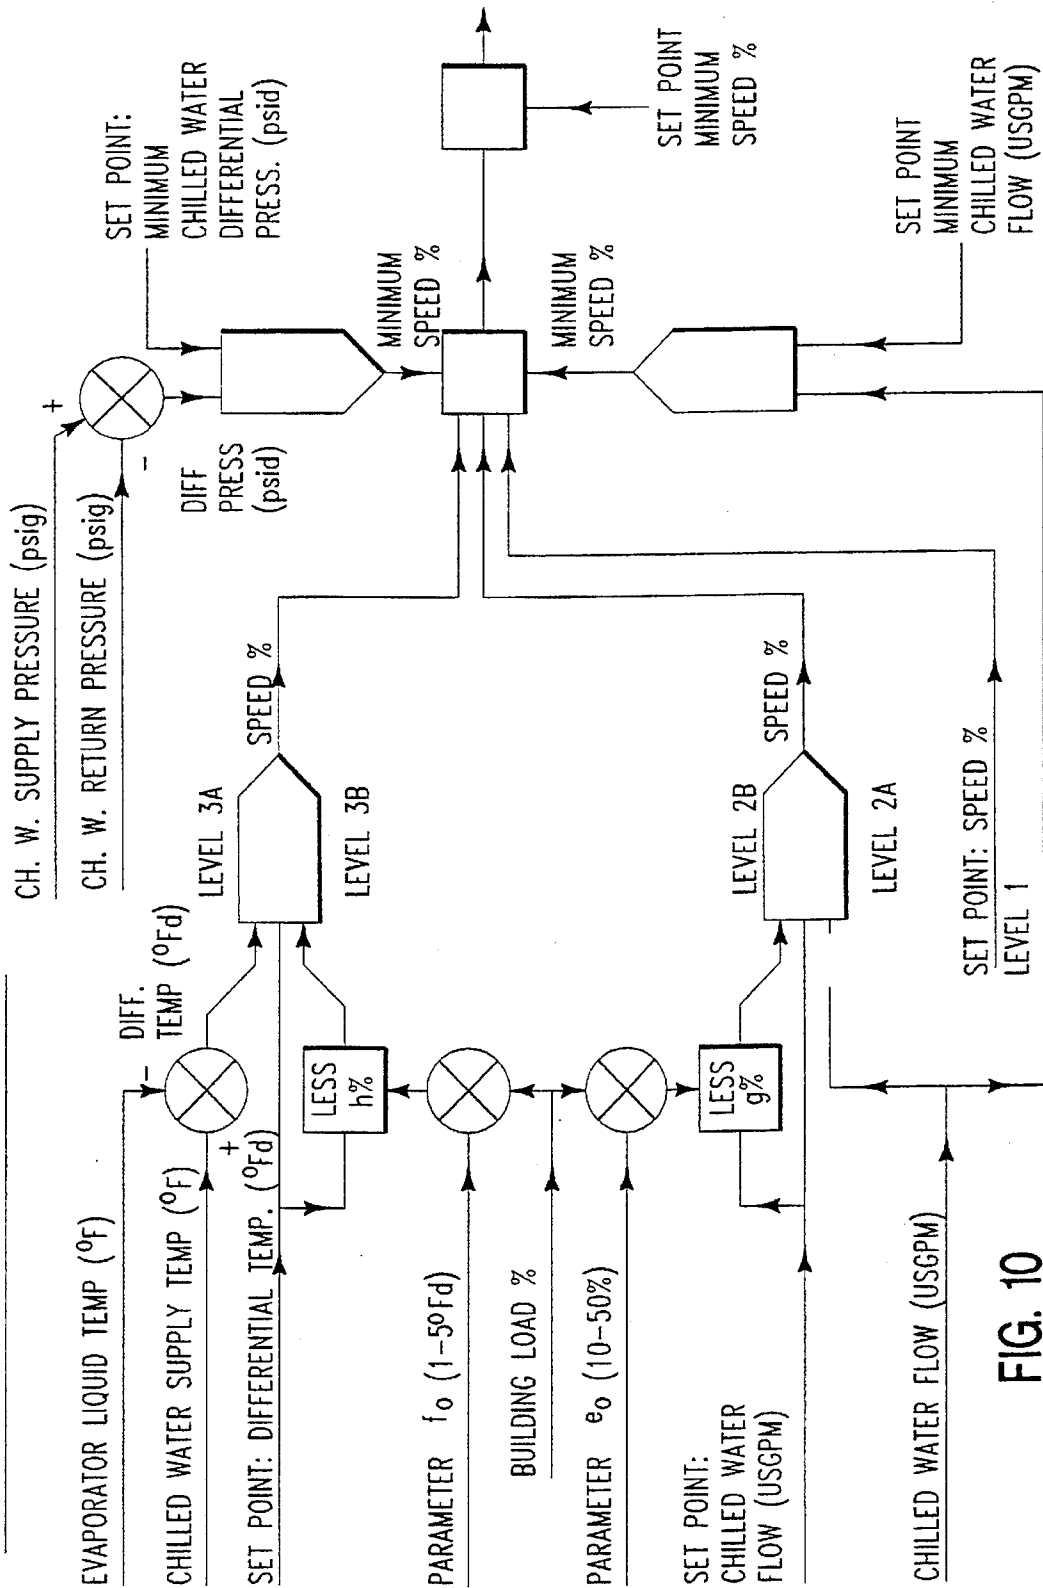 EVAPORATOR LIQUID TEMP (°F)
CHILLED WATER SUPPLY TEMP (°F)
SET POINT: DIFFERENTIAL TEMP. (°Fd)
PARAMETER fo (1-5°Fd)
BUILDING LOAD %
PARAMETER eo (10-50%)
SET POINT:
CHILLED WATER
FLOW (USGPM)
CHILLED WATER FLOW (USGPM)
-
+
DIFF.
TEMP (°Fd)
LESS
h%
LESS
g%
CH. W. SUPPLY PRESSURE (psig)
CH. W. RETURN PRESSURE (psig)
LEVEL 3A
LEVEL 3B
SPEED %
LEVEL 2B
LEVEL 2A
SPEED %
SET POINT: SPEED %
LEVEL 1
+
-
DIFF
PRESS
(psid)
SET POINT:
MINIMUM
CHILLED WATER
DIFFERENTIAL
PRESS. (psid)
MINIMUM
SPEED %
MINIMUM
SPEED %
SET POINT
MINIMUM
SPEED %
SET POINT
MINIMUM
CHILLED WATER
FLOW (USGPM)
FIG. 10